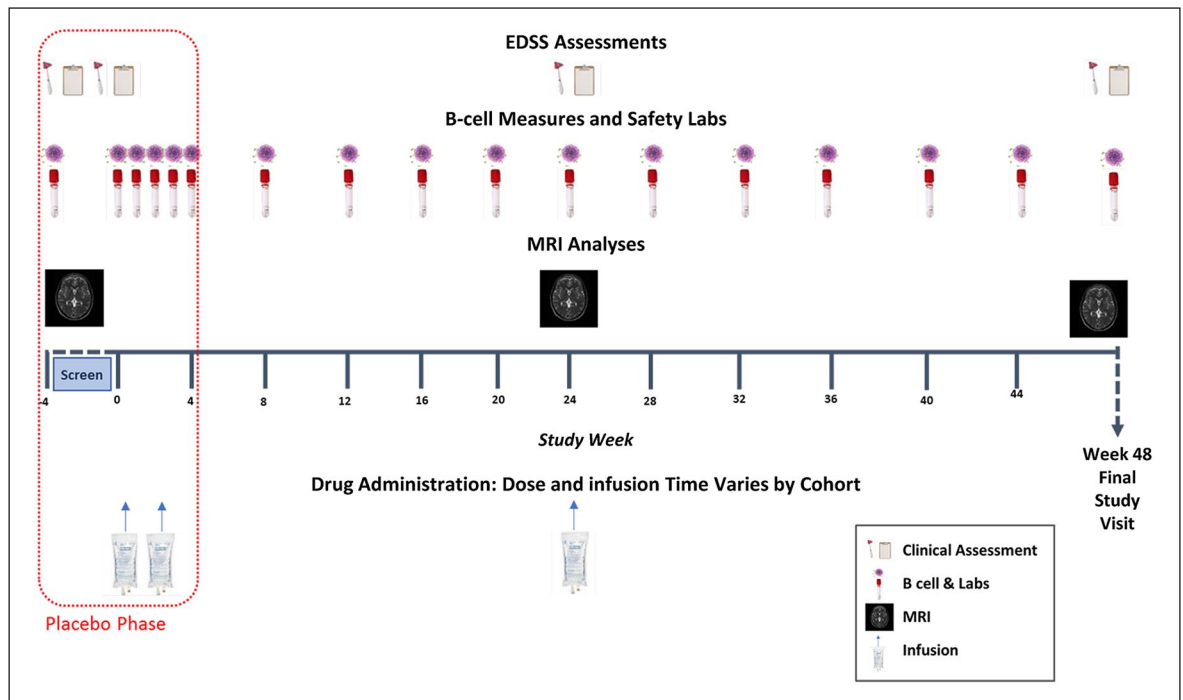 EDSS Assessments
B-cell Measures and Safety Labs
MRI Analyses
Screen
-4
0
4
8
12
16
20
24
28
32
36
40
44
Study Week
Week 48
Final
Study
Visit
Drug Administration: Dose and infusion Time Varies by Cohort
Placebo Phase
Clinical Assessment
B cell & Labs
MRI
Infusion